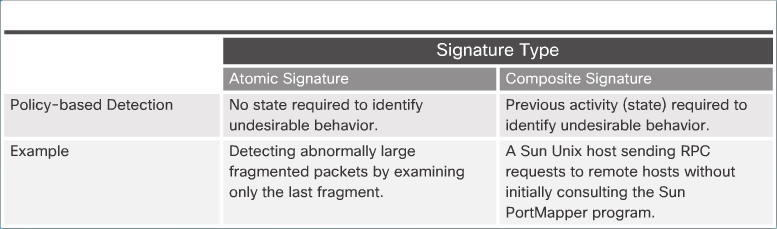 Signature Type
Atomic Signature
Composite Signature
Policy-based Detection
No state required to identify
undesirable behavior.
Previous activity (state) required to
identify undesirable behavior.
Example
Detecting abnormally large
fragmented packets by examining
only the last fragment.
A Sun Unix host sending RPC
requests to remote hosts without
initially consulting the Sun
PortMapper program.